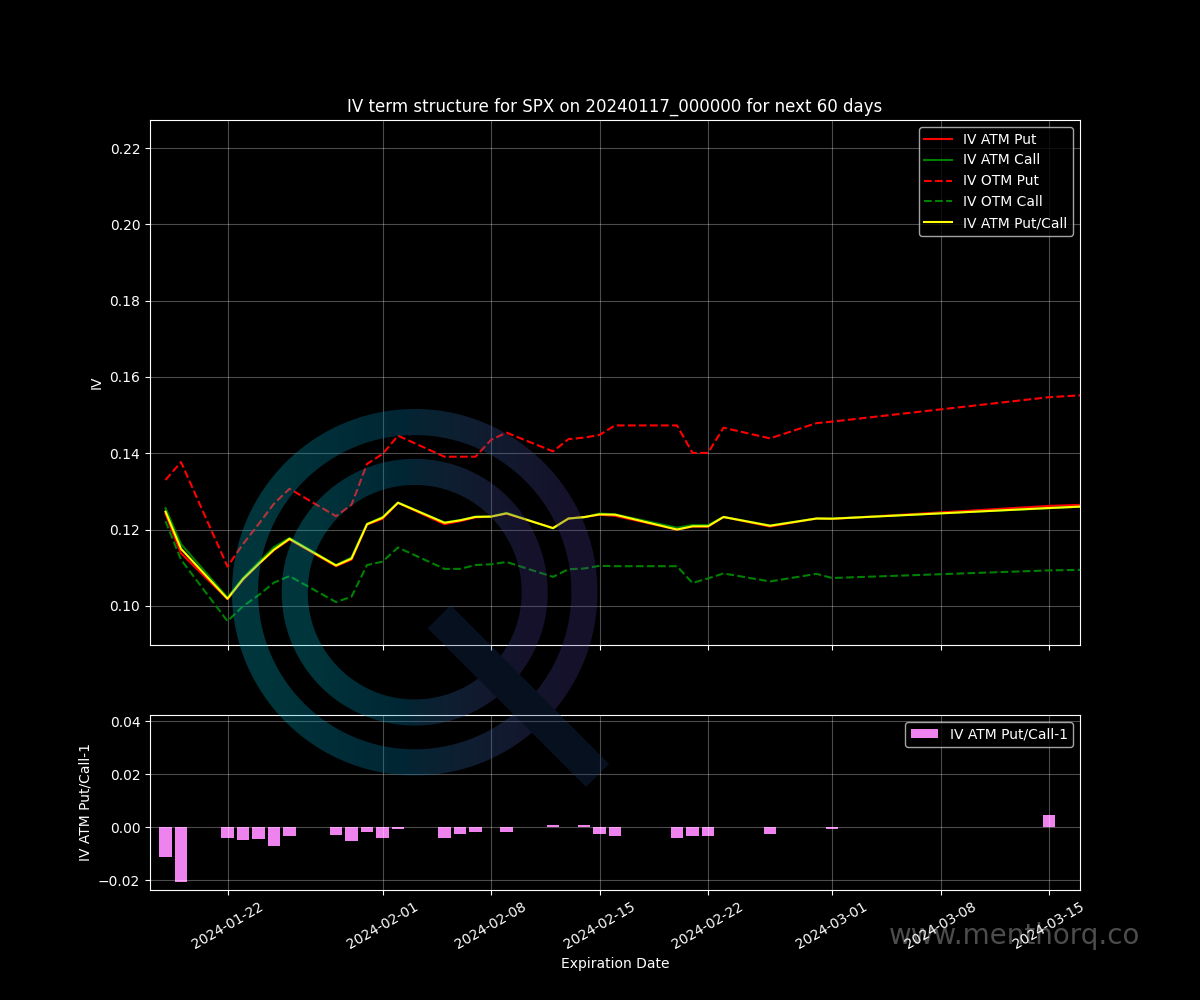 IV term structure for SPX on 20240117_000000 for next 60 days
IV ATM Put
IV ATM Call
IV OTM Put
IV OTM Call
IV ATM Put/Call
0.22
0.20
0.18
0.16
0.14
0.12
0.10
IV
IV ATM Put/Call-1
0.04
0.02
0.00
−0.02
IV ATM Put/Call-1
2024-01-22
2024-02-01
2024-02-08
2024-02-15
2024-02-22
2024-03-01
2024-03-08
2024-03-15
www.menthorq.co
Expiration Date